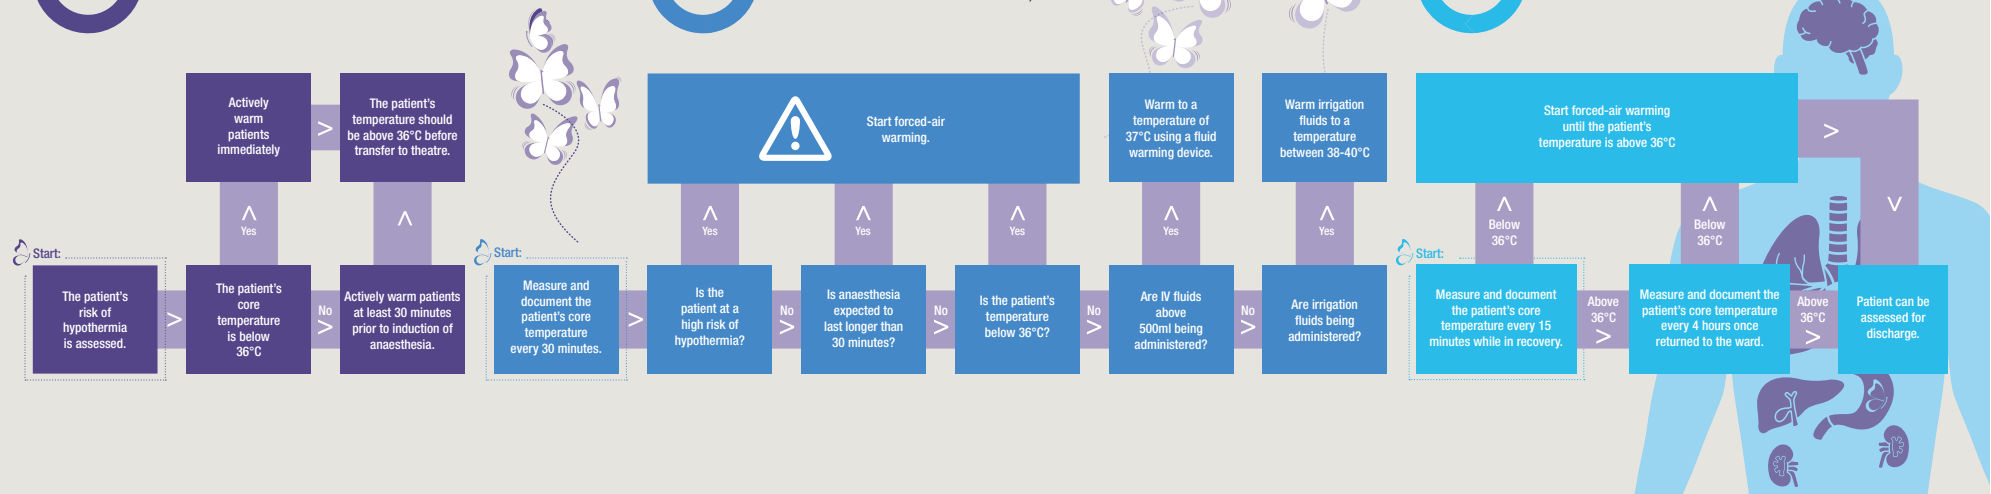 Actively
warm
patients
immediately
>
The patient's
temperature should
be above 36°C before
transfer to theatre.
>
Yes
>
Start:
The patient's
risk of
hypothermia
is assessed.
>
The patient's
core
temperature
is below
36°C
No
>
Actively warm patients
at least 30 minutes
prior to induction of
anaesthesia.
Start forced-air
warming.
Warm to a
temperature of
37°C using a fluid
warming device.
Warm irrigation
fluids to a
temperature
between 38-40°C
>
Yes
>
Yes
>
Yes
>
Yes
>
Yes
Start:
Measure and
document the
patient's core
temperature
every 30 minutes.
>
Is the
patient at a
high risk of
hypothermia?
No
>
Is anaesthesia
expected to
last longer than
30 minutes?
No
>
Is the patient's
temperature
below 36°C?
No
>
Are IV fluids
above
500ml being
administered?
No
>
Are irrigation
fluids being
administered?
Start forced-air warming
until the patient's
temperature is above 36°C
>
>
Below
36°C
>
Below
36°C
>
Start:
Measure and document
the patient's core
temperature every 15
minutes while in recovery.
Above
36°C
>
Measure and document the
patient's core temperature
every 4 hours once
returned to the ward.
Above
36°C
>
Patient can be
assessed for
discharge.